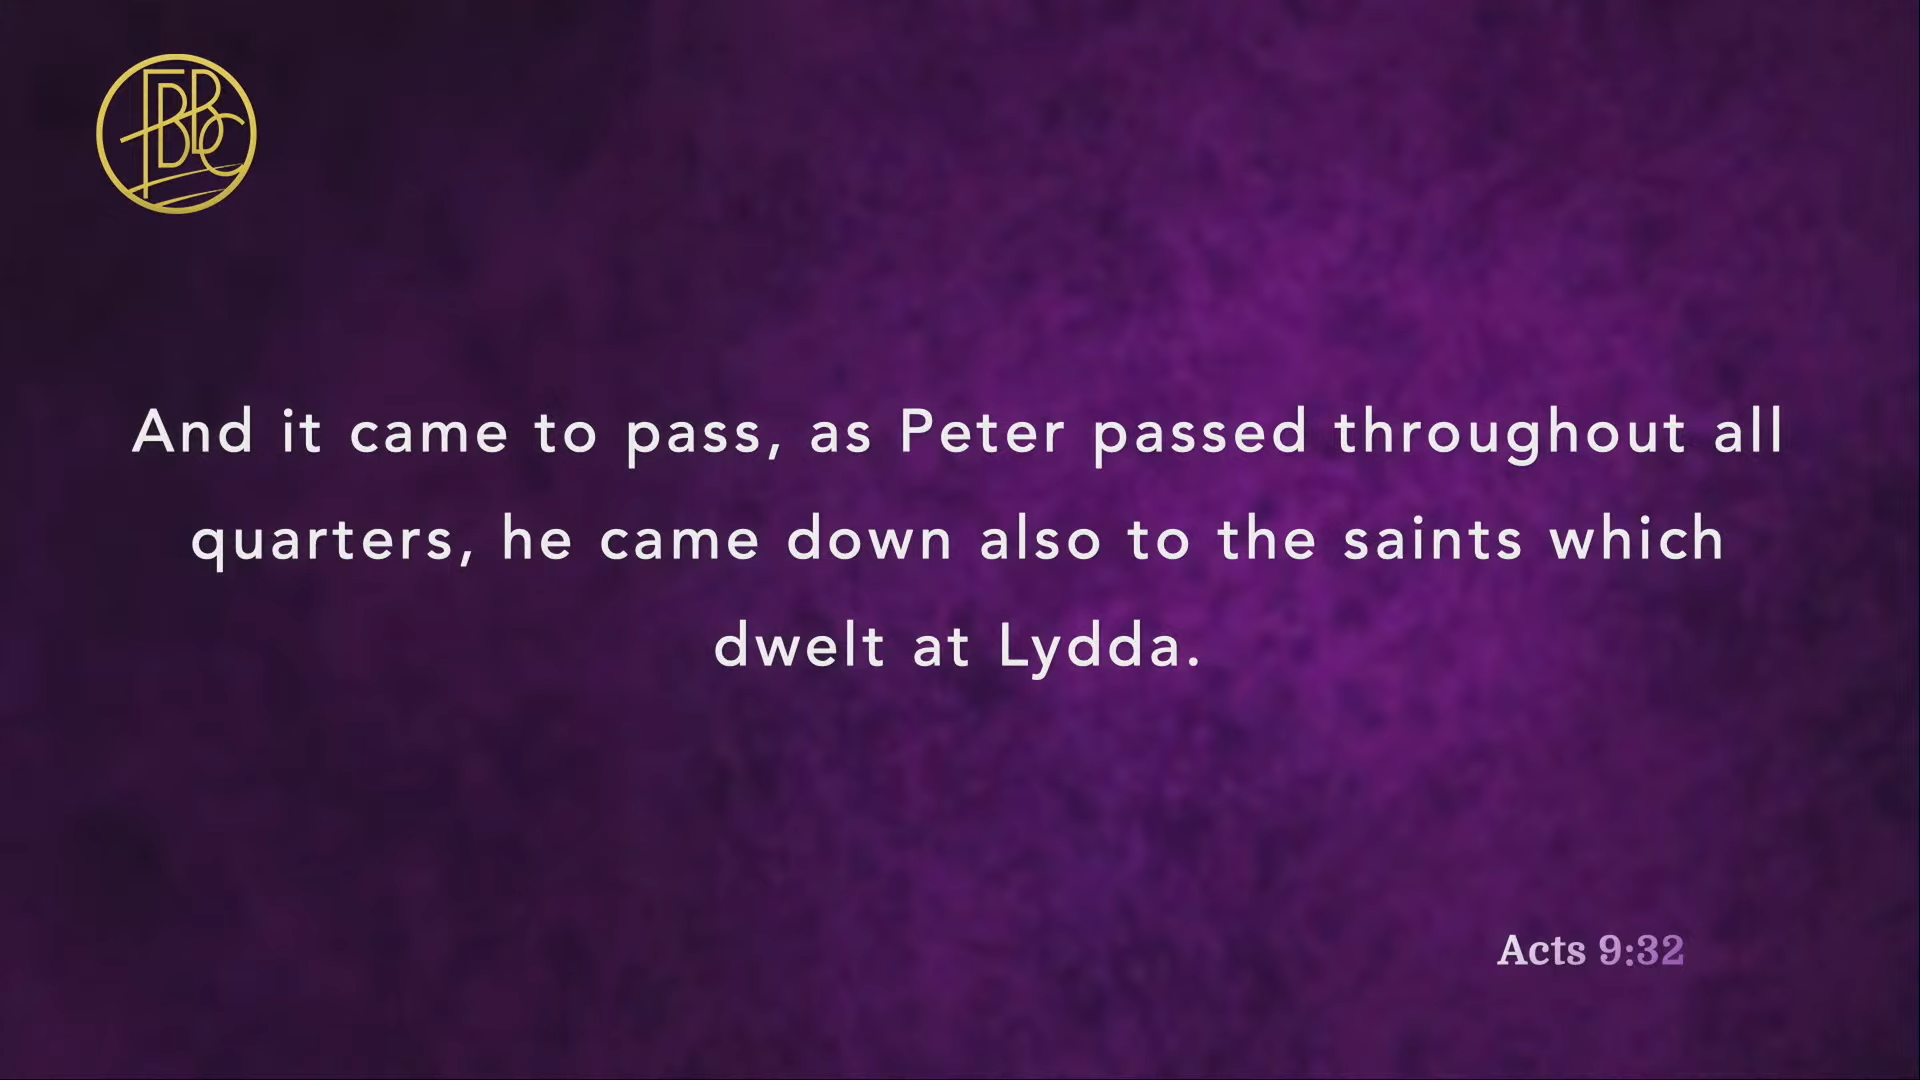 FBBC
And it came to pass, as Peter passed throughout all
quarters, he came down also to the saints which
dwelt at Lydda.
Acts 9:32